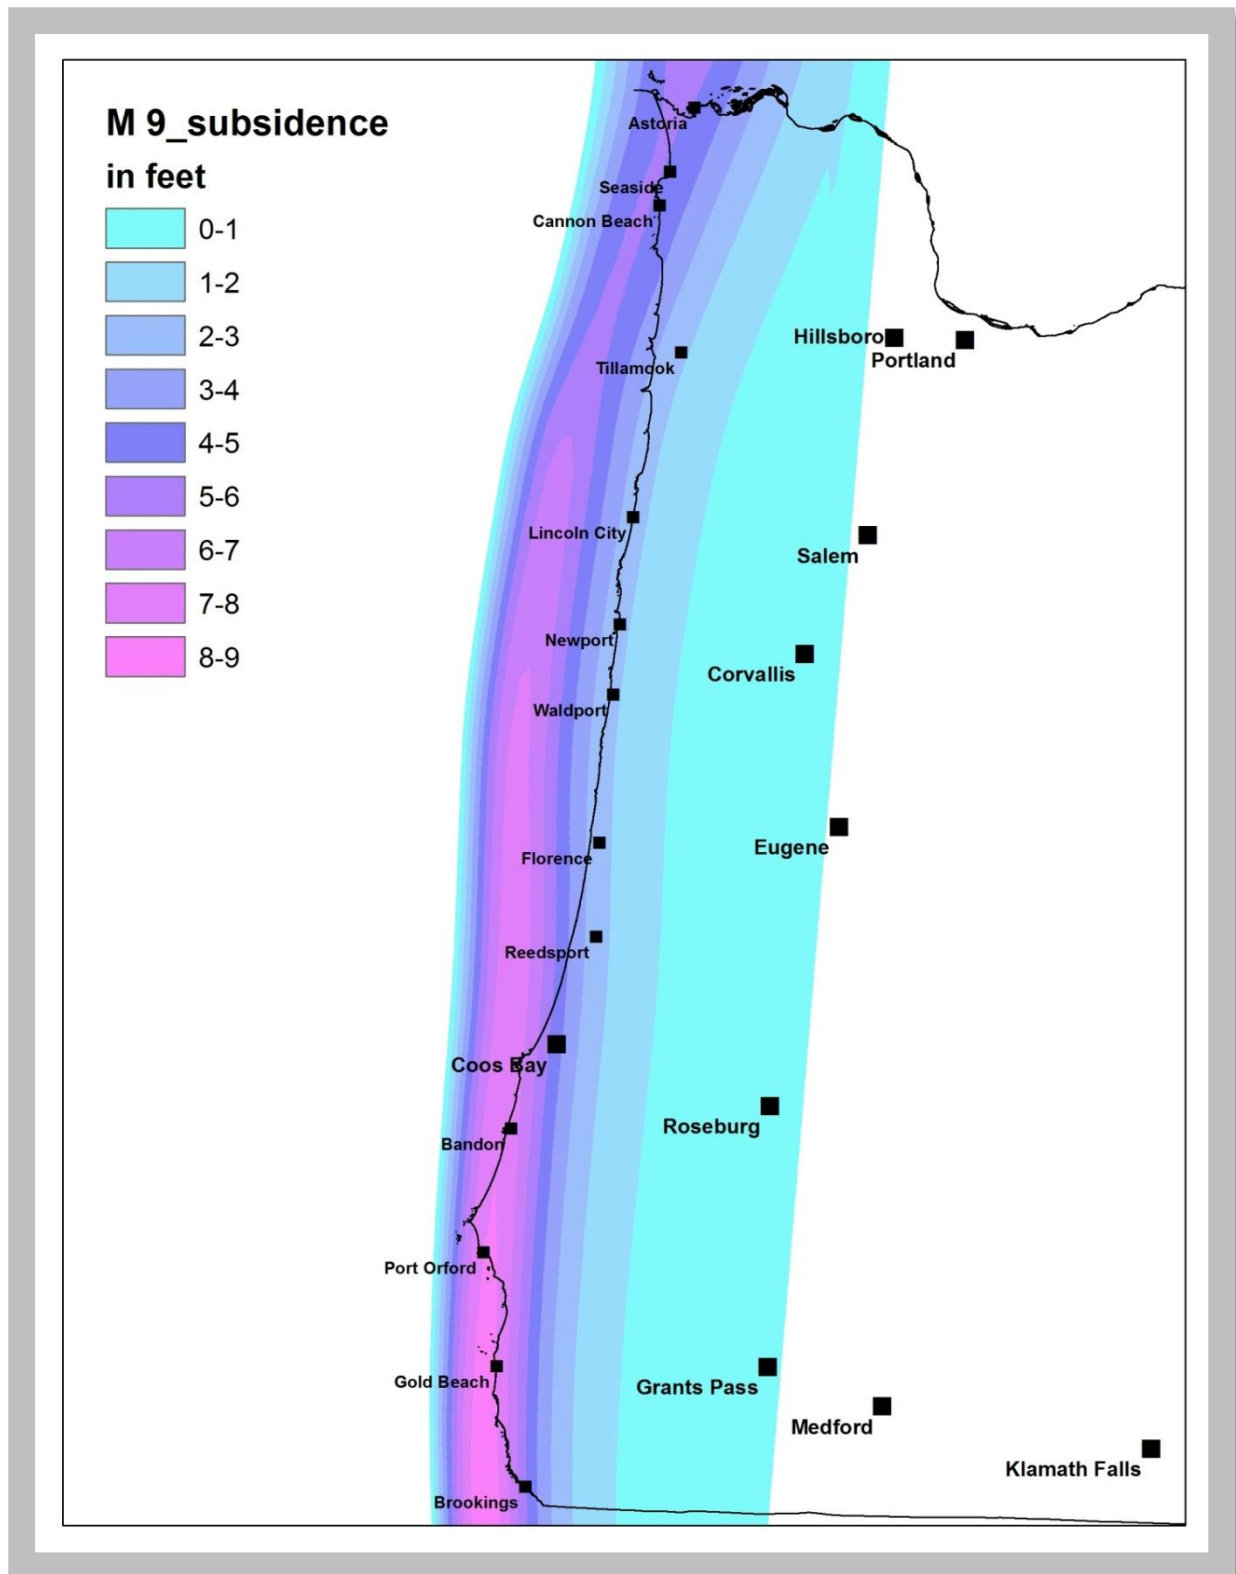 M 9_subsidence
in feet
0-1
1-2
2-3
3-4
4-5
5-6
6-7
7-8
8-9
Astoria
Seaside
Cannon Beach
Hillsboro
Portland
Tillamook
Lincoln City
Salem
Newport
Corvallis
Waldport
Eugene
Florence
Reedsport
Coos Bay
Roseburg
Bandon
Port Orford
Gold Beach
Grants Pass
Medford
Klamath Falls
Brookings